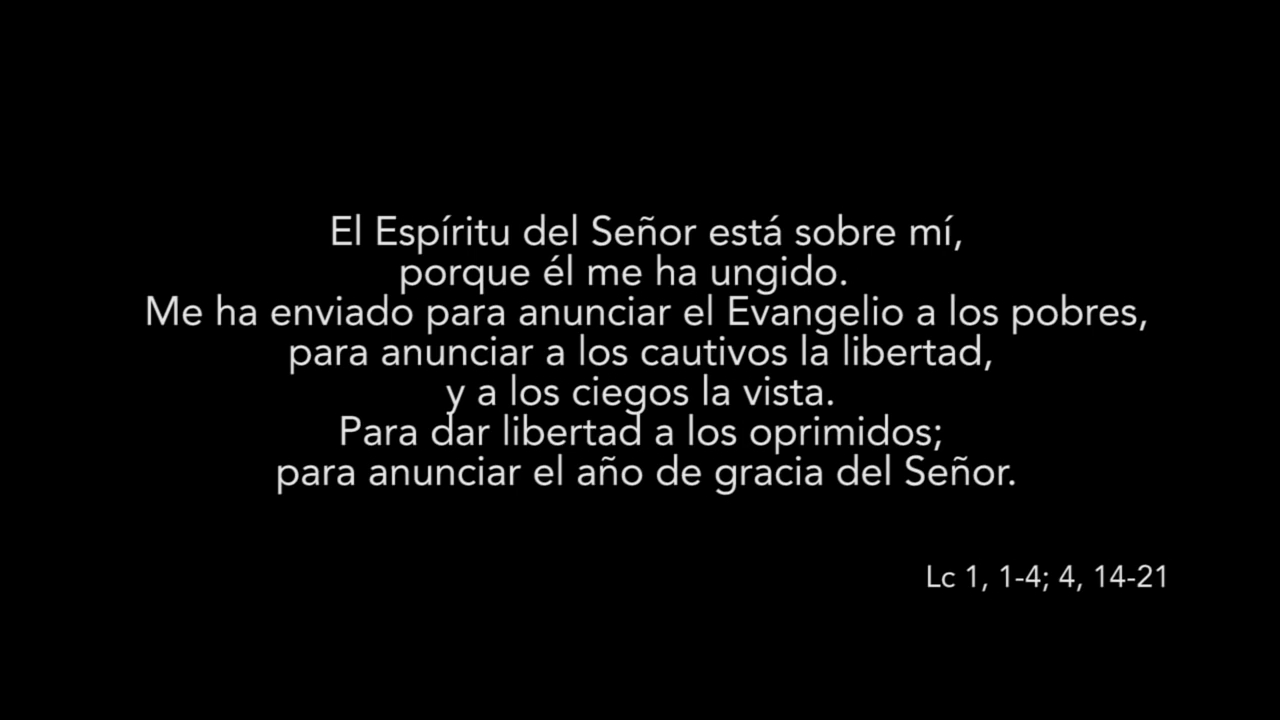 El Espíritu del Señor está sobre mí,
porque él me ha ungido.
Me ha enviado para anunciar el Evangelio a los pobres,
para anunciar a los cautivos la libertad,
y a los ciegos la vista.
Para dar libertad a los oprimidos;
para anunciar el año de gracia del Señor.
Lc 1, 1-4; 4, 14-21